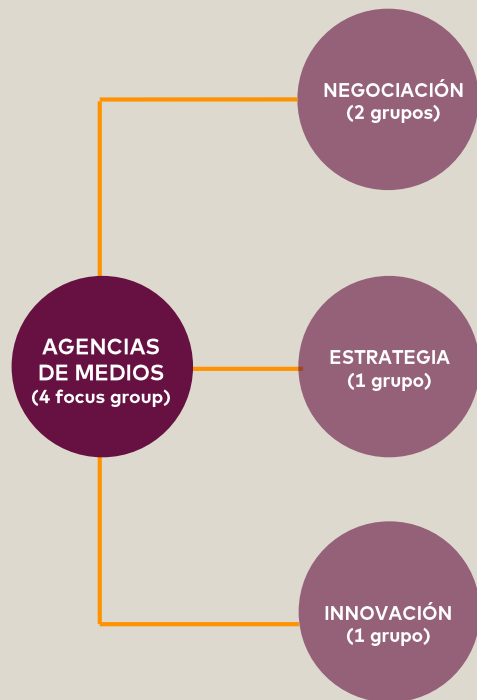 NEGOCIACIÓN
(2 grupos)
AGENCIAS
DE MEDIOS
(4 focus group)
ESTRATEGIA
(1 grupo)
INNOVACIÓN
(1 grupo)